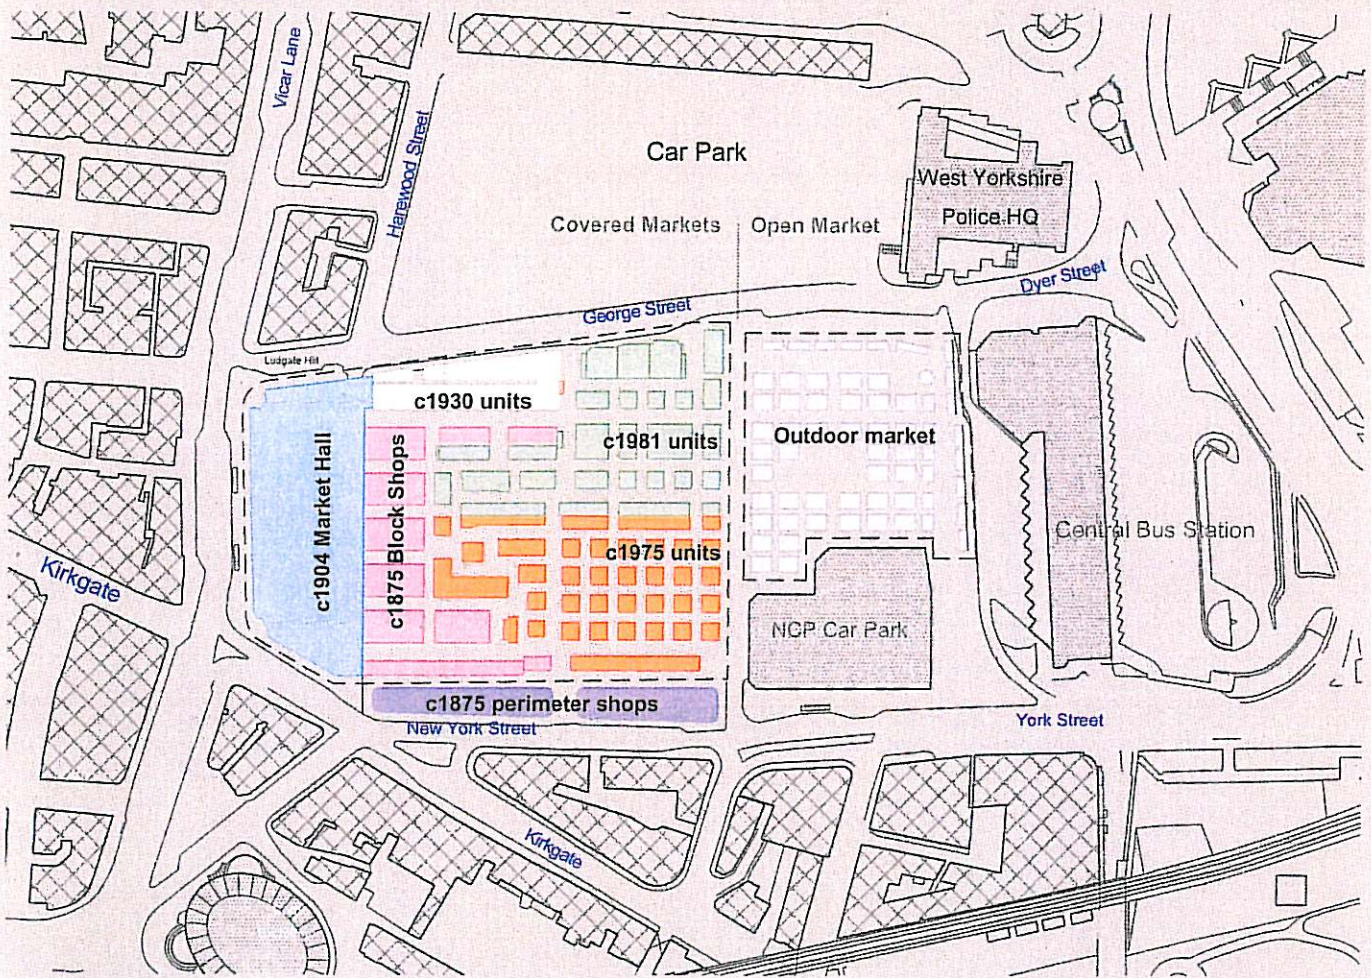 Vicar Lane
Harewood Street
Car Park
West Yorkshire
Police HQ
Covered Markets
Open Market
Dyer Street
George Street
Ludgate Hill
c1930 units
c1904 Market Hall
c1875 Block Shops
c1981 units
Outdoor market
c1975 units
Central Bus Station
Kirkgate
NCP Car Park
c1875 perimeter shops
New York Street
York Street
Kirkgate